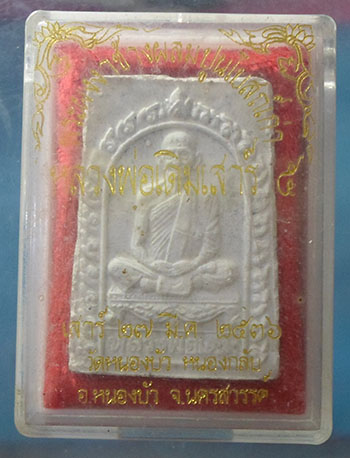 หลวงพ่อเดิมเสาร์ ๕
เสาร์ ๒๗ มี.ค. ๒๕๓๖
วัดหนองบัว หนองกลับ
อ.หนองบัว จ.นครสวรรค์